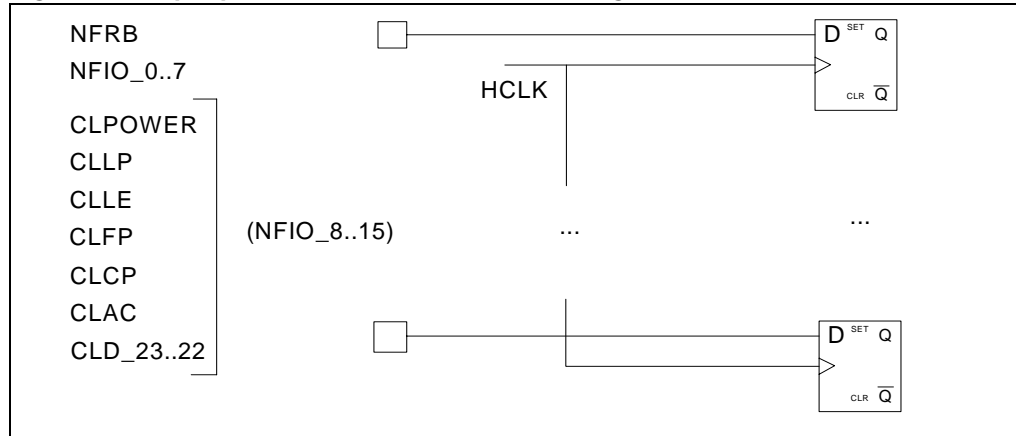 NFRB
NFIO_0..7
CLPOWER
CLLP
CLLE
CLFP
CLCP
CLAC
CLD_23..22
(NFIO_8..15)
HCLK
...
...
D SET Q
CLR Q
D SET Q
CLR Q